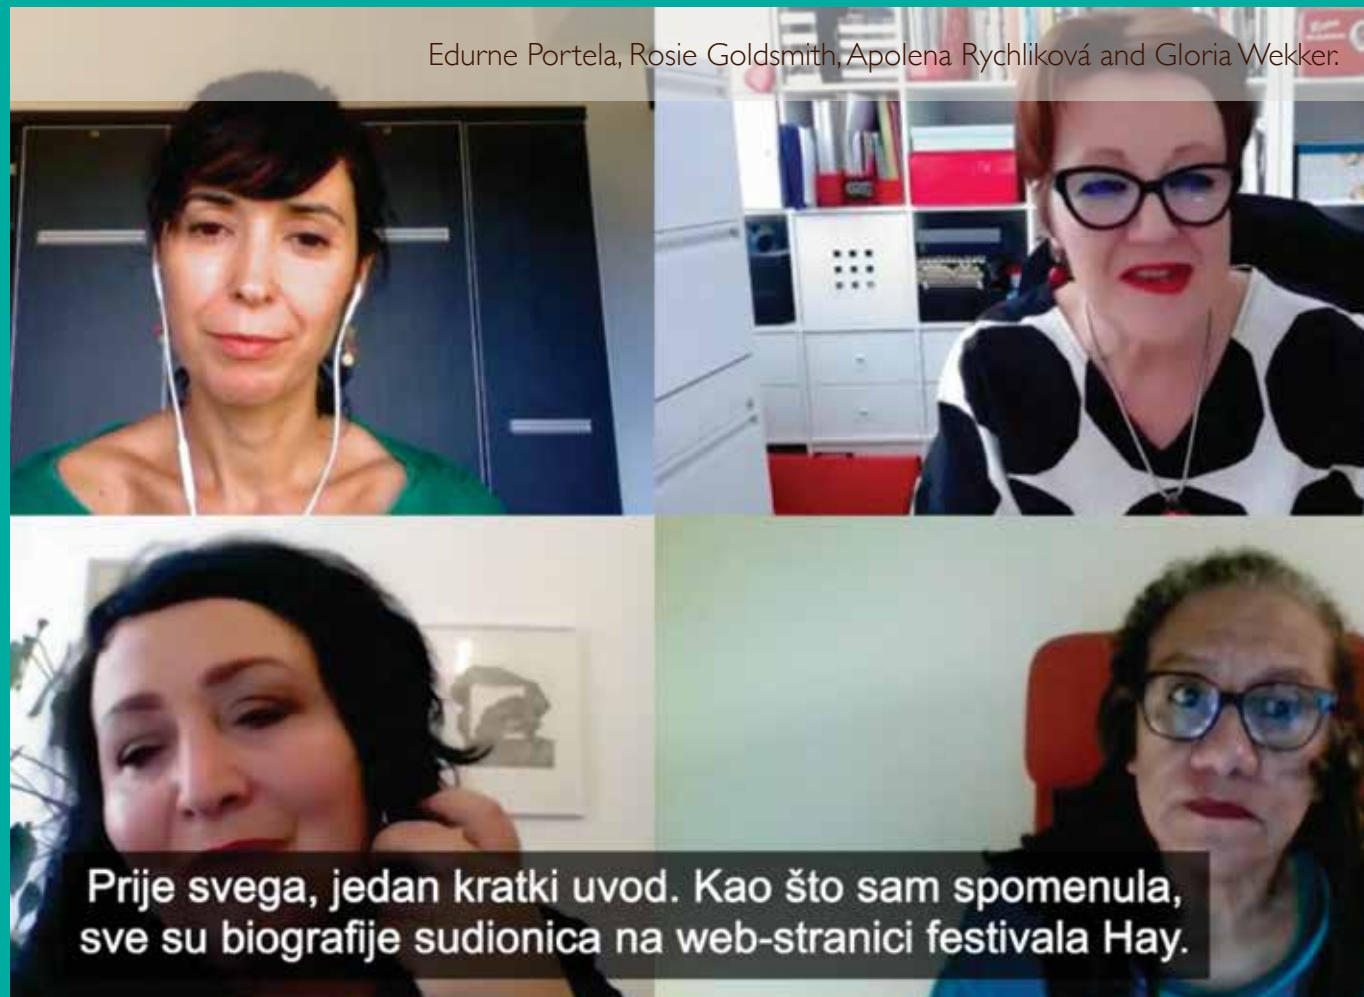 Edurne Portela, Rosie Goldsmith, Apolena Rychliková and Gloria Wekker.
Prije svega, jedan kratki uvod. Kao što sam spomenula,
sve su biografije sudionica na web-stranici festivala Hay.